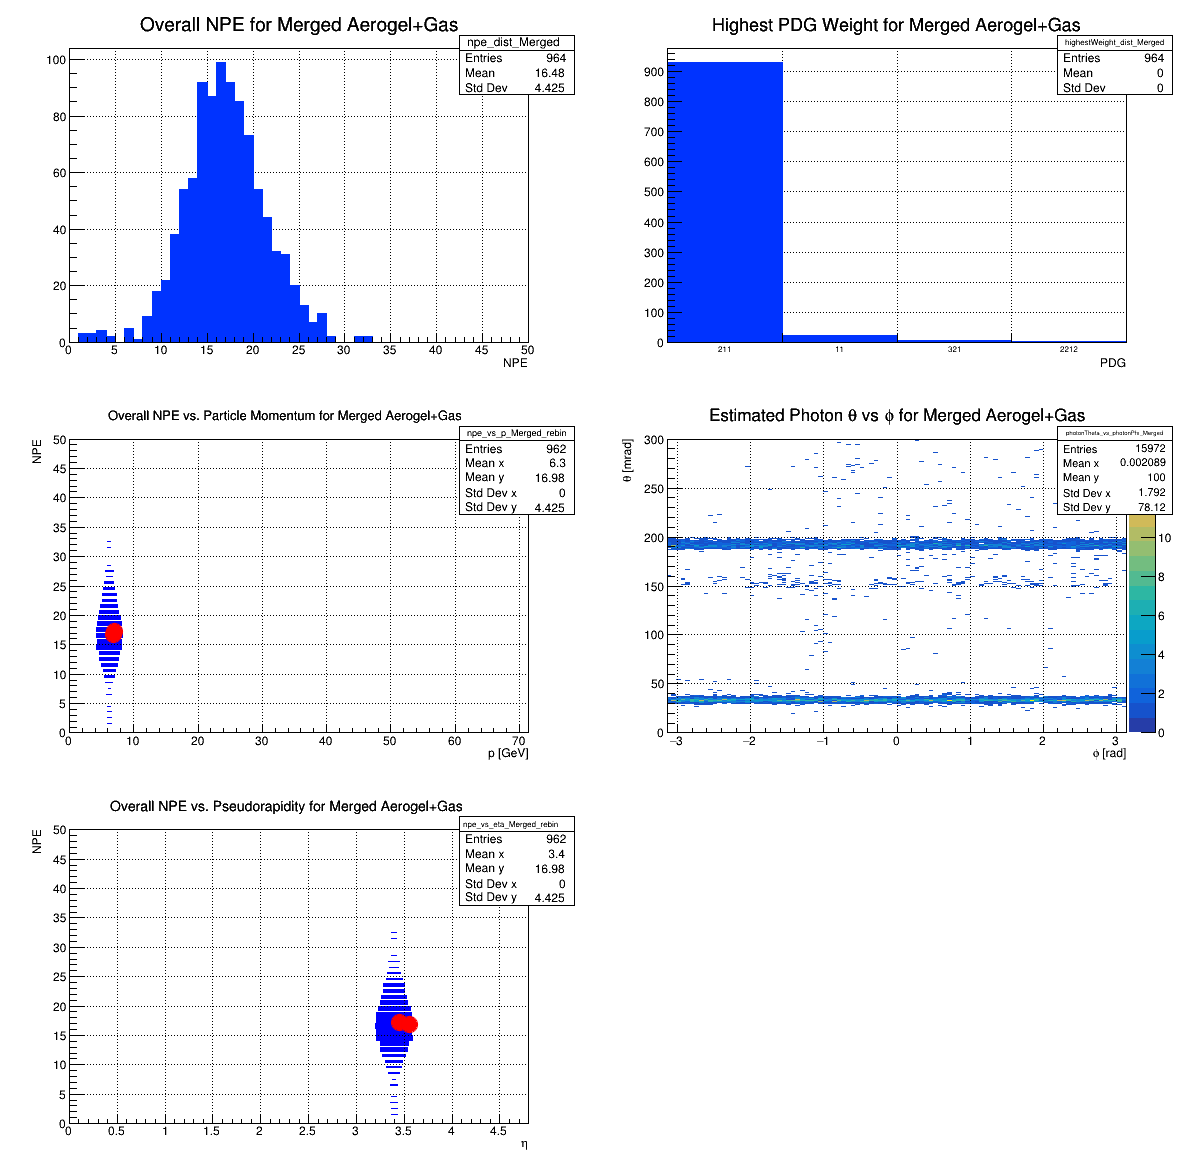 Overall NPE for Merged Aerogel+Gas
npe_dist_Merged
Entries 964
Mean 16.48
Std Dev 4.425
100
80
60
40
20
0
0 5 10 15 20 25 30 35 40 45 50
NPE
Highest PDG Weight for Merged Aerogel+Gas
highestWeight_dist_Merged
Entries 964
Mean 0
Std Dev 0
900
800
700
600
500
400
300
200
100
0
211 11 321 2212
PDG
Overall NPE vs. Particle Momentum for Merged Aerogel+Gas
npe_vs_p_Merged_rebin
Entries 962
Mean x 6.3
Mean y 16.98
Std Dev x 0
Std Dev y 4.425
NPE
50
45
40
35
30
25
20
15
10
5
0
0 10 20 30 40 50 60 70
p [GeV]
Estimated Photon θ vs ϕ for Merged Aerogel+Gas
photonTheta_vs_photonPhi_Merged
Entries 15972
Mean x 0.002089
Mean y 100
Std Dev x 1.792
Std Dev y 78.12
θ [mrad]
300
250
200
150
100
50
0
−3 −2 −1 0 1 2 3
ϕ [rad]
10
8
6
4
2
0
Overall NPE vs. Pseudorapidity for Merged Aerogel+Gas
npe_vs_eta_Merged_rebin
Entries 962
Mean x 3.4
Mean y 16.98
Std Dev x 0
Std Dev y 4.425
NPE
50
45
40
35
30
25
20
15
10
5
0
0 0.5 1 1.5 2 2.5 3 3.5 4 4.5
η